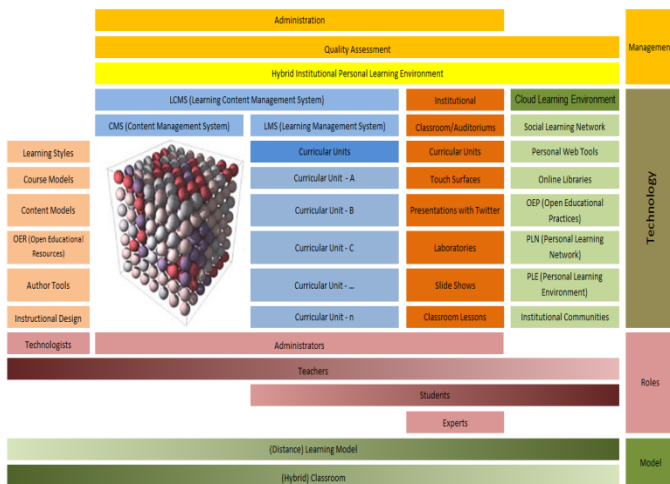 Administration
Management
Quality Assessment
Hybrid Institutional Personal Learning Environment
LCMS (Learning Content Management System)
Institutional
Cloud Learning Environment
Technology
CMS (Content Management System)
LMS (Learning Management System)
Classroom/Auditoriums
Social Learning Network
Learning Styles
Curricular Units
Curricular Units
Personal Web Tools
Course Models
Curricular Unit - A
Touch Surfaces
Online Libraries
Content Models
Curricular Unit - B
Presentations with Twitter
OEP (Open Educational
Practices)
OER (Open Educational
Resources)
Curricular Unit - C
Laboratories
PLN (Personal Learning
Network)
Author Tools
Curricular Unit - ...
Slide Shows
PLE (Personal Learning
Environment)
Instructional Design
Curricular Unit - n
Classroom Lessons
Institutional Communities
Technologists
Administrators
Roles
Teachers
Students
Experts
(Distance) Learning Model
Model
(Hybrid) Classroom